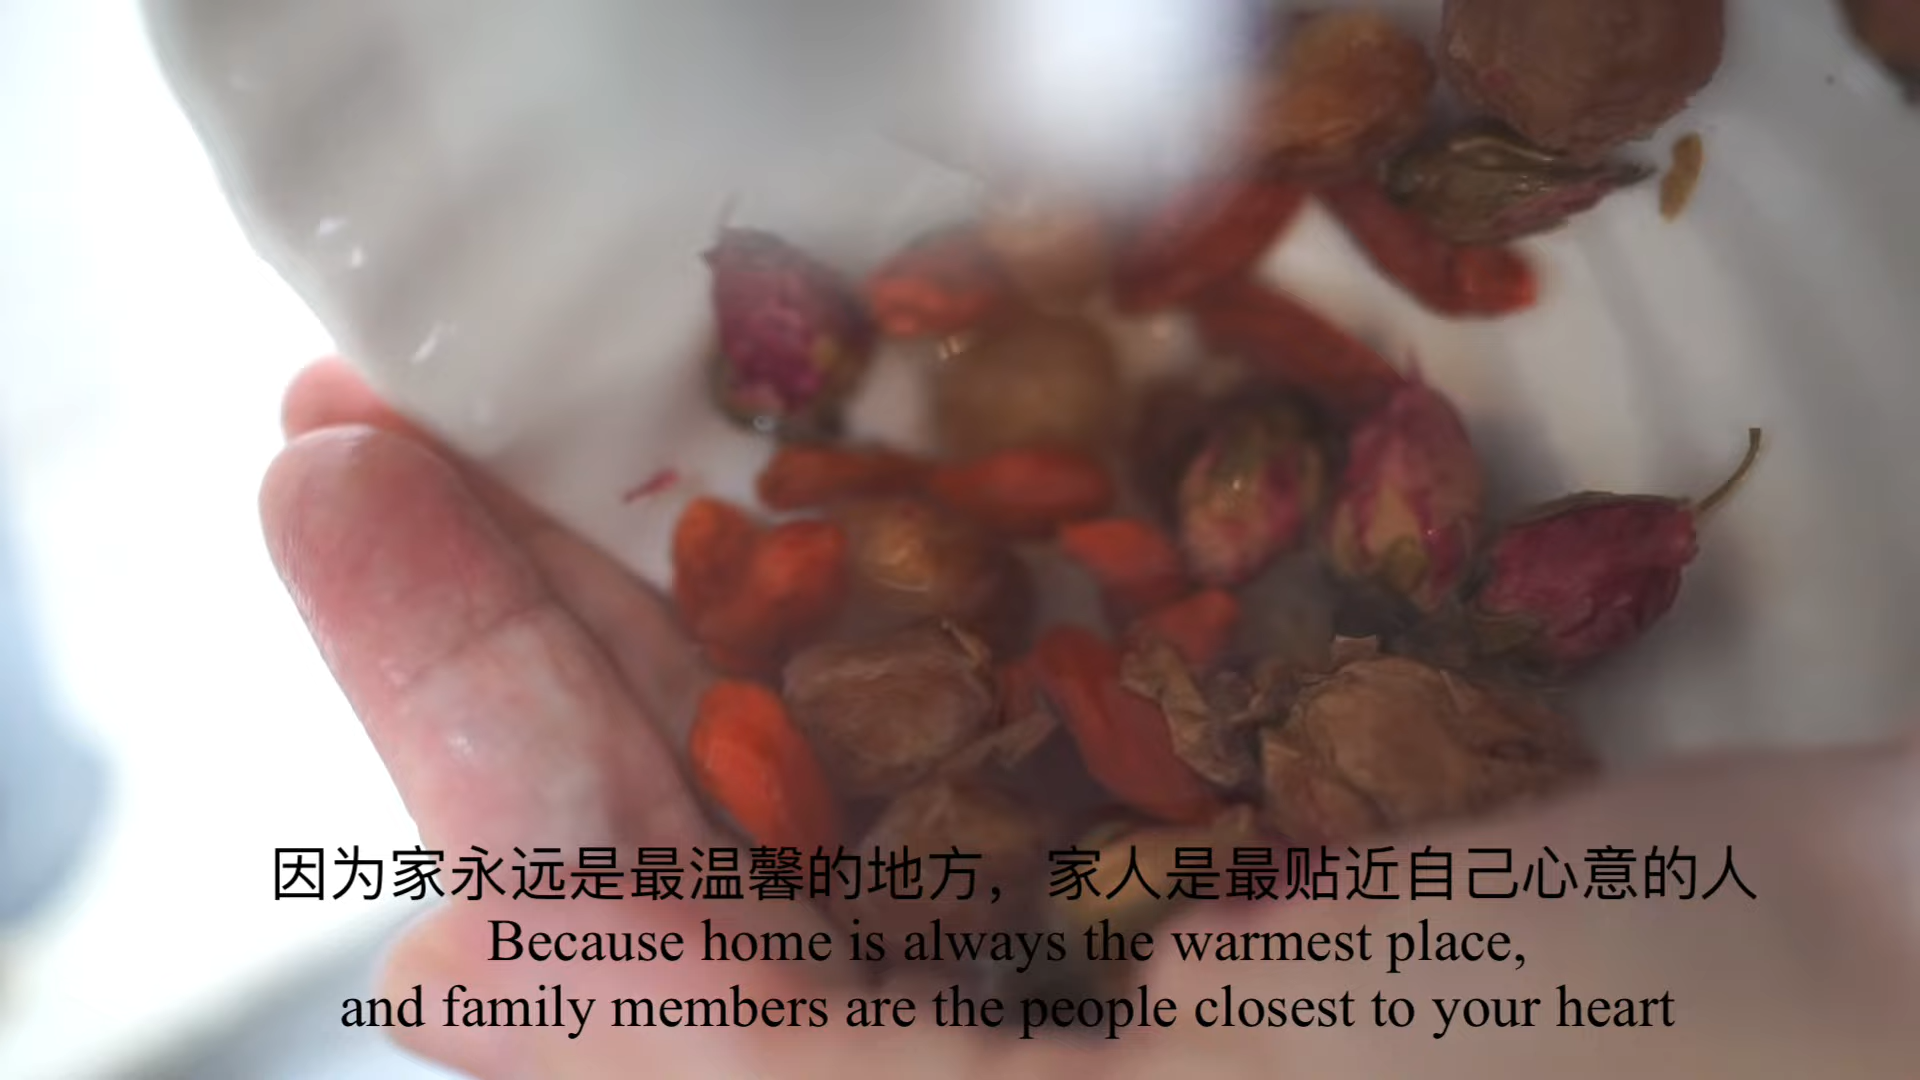 因为家永远是最温馨的地方，家人是最贴近自己心意的人
Because home is always the warmest place,
and family members are the people closest to your heart